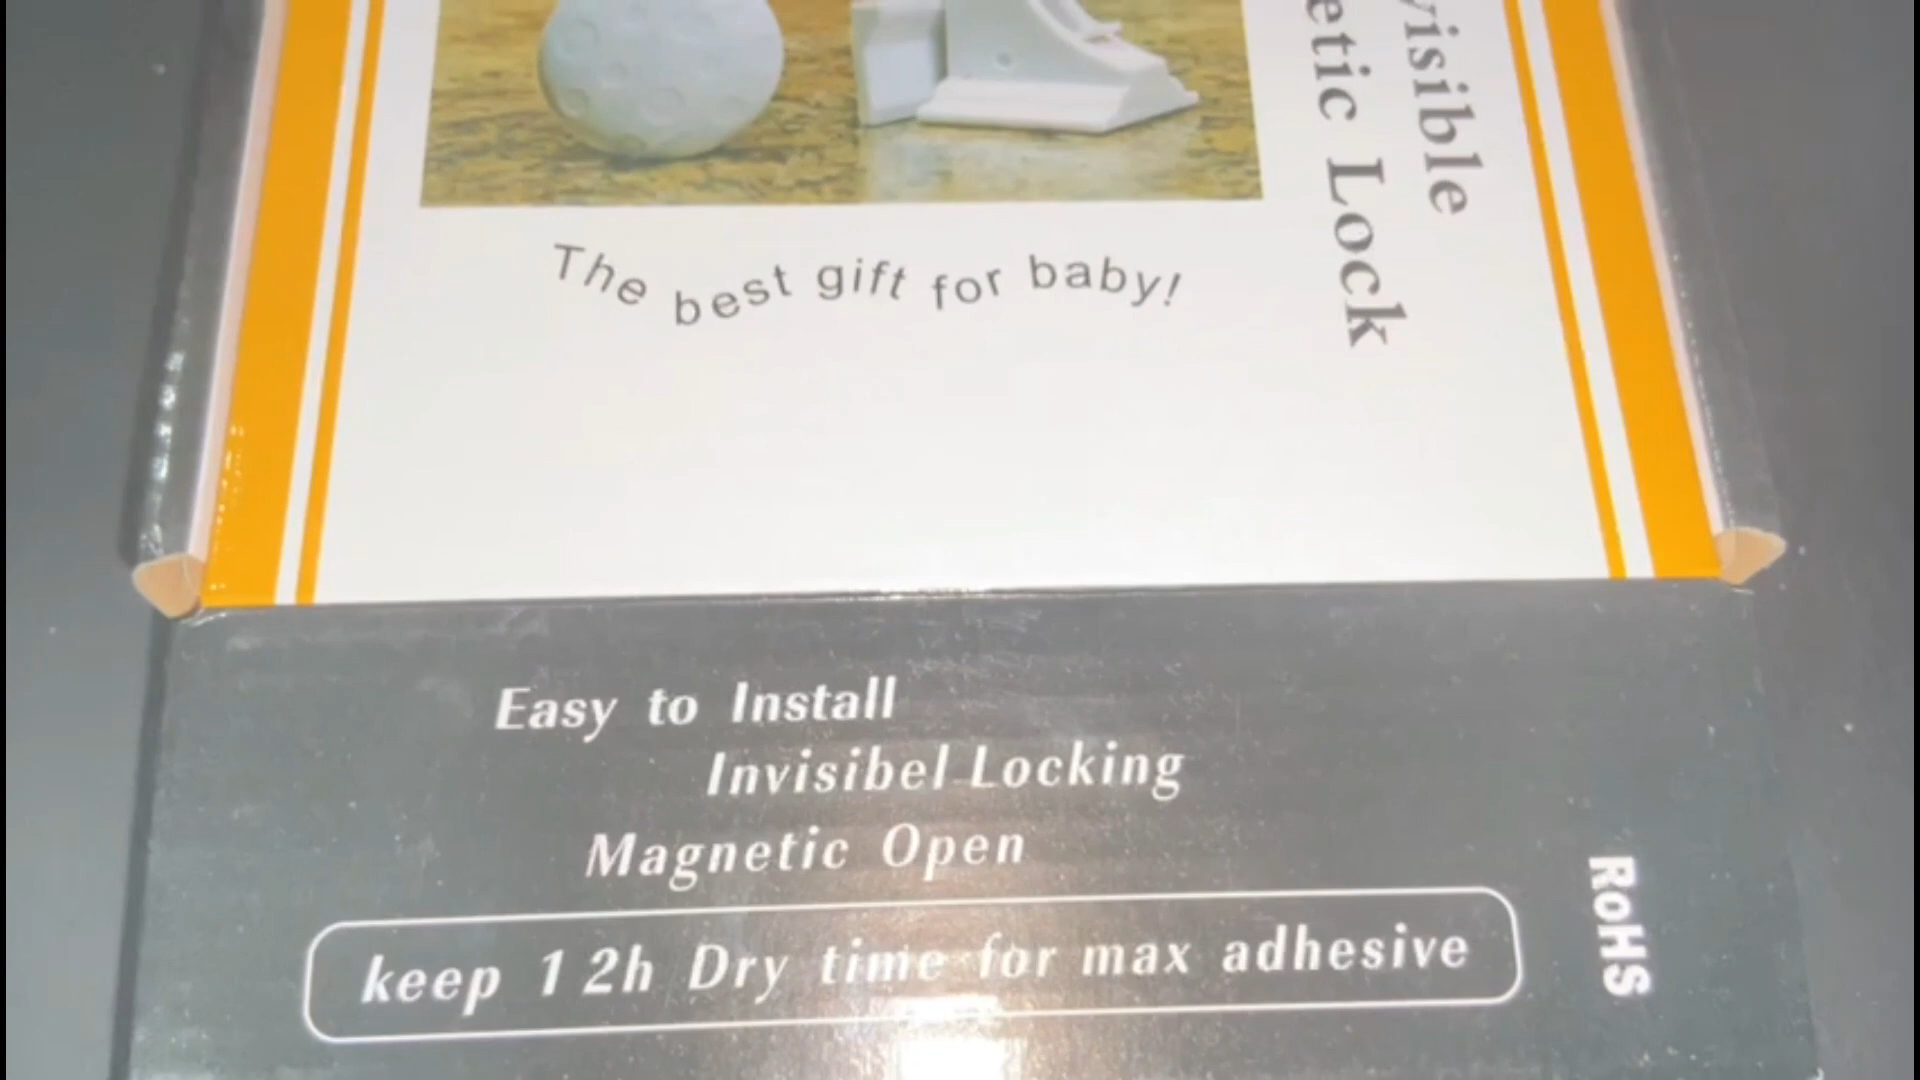 visible
etic Lock
The best gift for baby!
Easy to Install
Invisibel Locking
Magnetic Open
keep 12h Dry time for max adhesive
RoHS